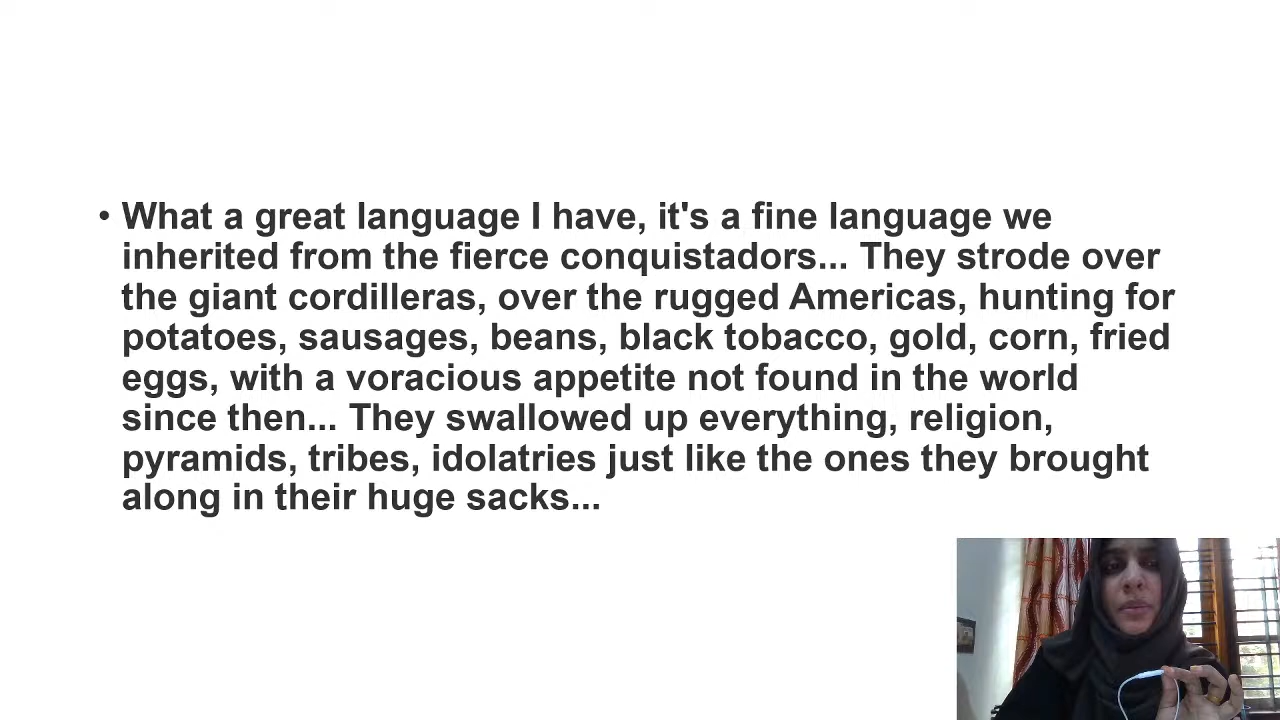 • What a great language I have, it's a fine language we
inherited from the fierce conquistadors... They strode over
the giant cordilleras, over the rugged Americas, hunting for
potatoes, sausages, beans, black tobacco, gold, corn, fried
eggs, with a voracious appetite not found in the world
since then... They swallowed up everything, religion,
pyramids, tribes, idolatries just like the ones they brought
along in their huge sacks...